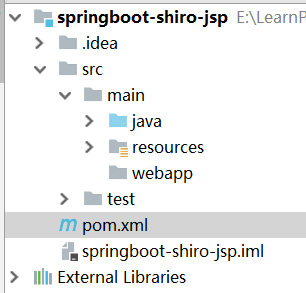 springboot-shiro-jsp E:\LearnP
.idea
src
main
java
resources
webapp
test
pom.xml
springboot-shiro-jsp.iml
External Libraries